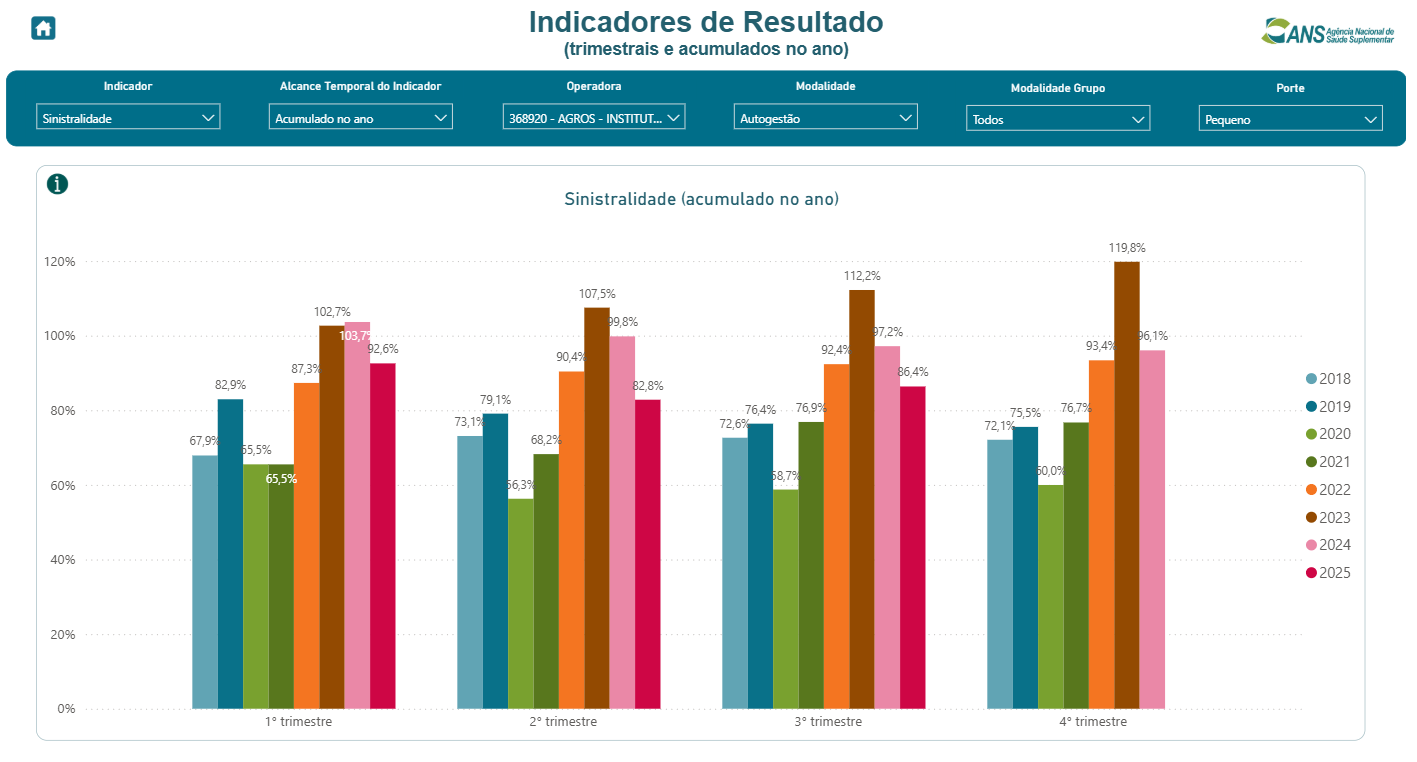 Indicadores de Resultado
(trimestrais e acumulados no ano)
ANS Agência Nacional de
Saúde Suplementar
Indicador
Alcance Temporal do Indicador
Operadora
Modalidade
Modalidade Grupo
Porte
Sinistralidade
Acumulado no ano
368920 - AGROS - INSTITUT...
Autogestão
Todos
Pequeno
i
Sinistralidade (acumulado no ano)
120%
100%
80%
60%
40%
20%
0%
67,9%
82,9%
65,5%
65,5%
87,3%
102,7%
103,7%
92,6%
73,1%
79,1%
56,3%
68,2%
90,4%
107,5%
99,8%
82,8%
72,6%
76,4%
58,7%
76,9%
92,4%
112,2%
97,2%
86,4%
72,1%
75,5%
60,0%
76,7%
93,4%
119,8%
96,1%
1° trimestre
2° trimestre
3° trimestre
4° trimestre
2018
2019
2020
2021
2022
2023
2024
2025